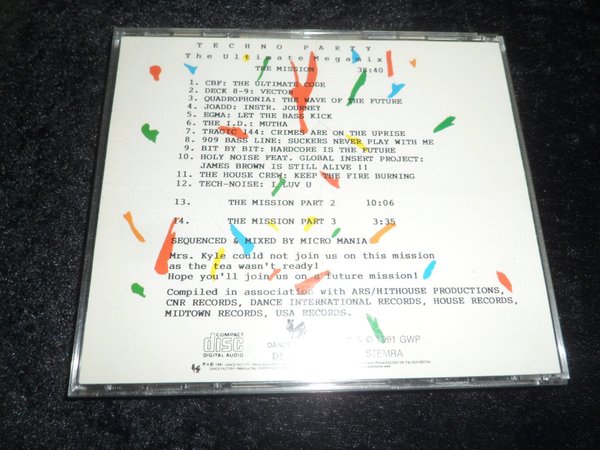 TECHNO PARTY
The Ultimate Megamix
THE MISSION 38:40
1. CBF: THE ULTIMATE CODE
2. DECK 8-9: VECTOR
3. QUADROPHONIA: THE WAVE OF THE FUTURE
4. JOADD: INSTR. JOURNEY
5. EGMA: LET THE BASS KICK
6. THE I.D.: MUTHA
7. TRAGIC '44: CRIMES ARE ON THE UPRISE
8. 909 BASS LINE: SUCKERS NEVER PLAY WITH ME
9. BIT BY BIT: HARDCORE IS THE FUTURE
10. HOLY NOISE FEAT. GLOBAL INSERT PROJECT:
JAMES BROWN IS STILL ALIVE !!
11. THE HOUSE CREW: KEEP THE FIRE BURNING
12. TECH-NOISE: I LUV U
13. THE MISSION PART 2 10:06
14. THE MISSION PART 3 3:35
SEQUENCED & MIXED BY MICRO MANIA
Mrs. Kyle could not join us on this mission
as the tea wasn't ready!
Hope you'll join us on a future mission!
Compiled in association with ARS/HITHOUSE PRODUCTIONS,
CNR RECORDS, DANCE INTERNATIONAL RECORDS, HOUSE RECORDS,
MIDTOWN RECORDS, USA RECORDS.
COMPACT
disc
DIGITAL AUDIO
© 1991 GWP
STEMRA